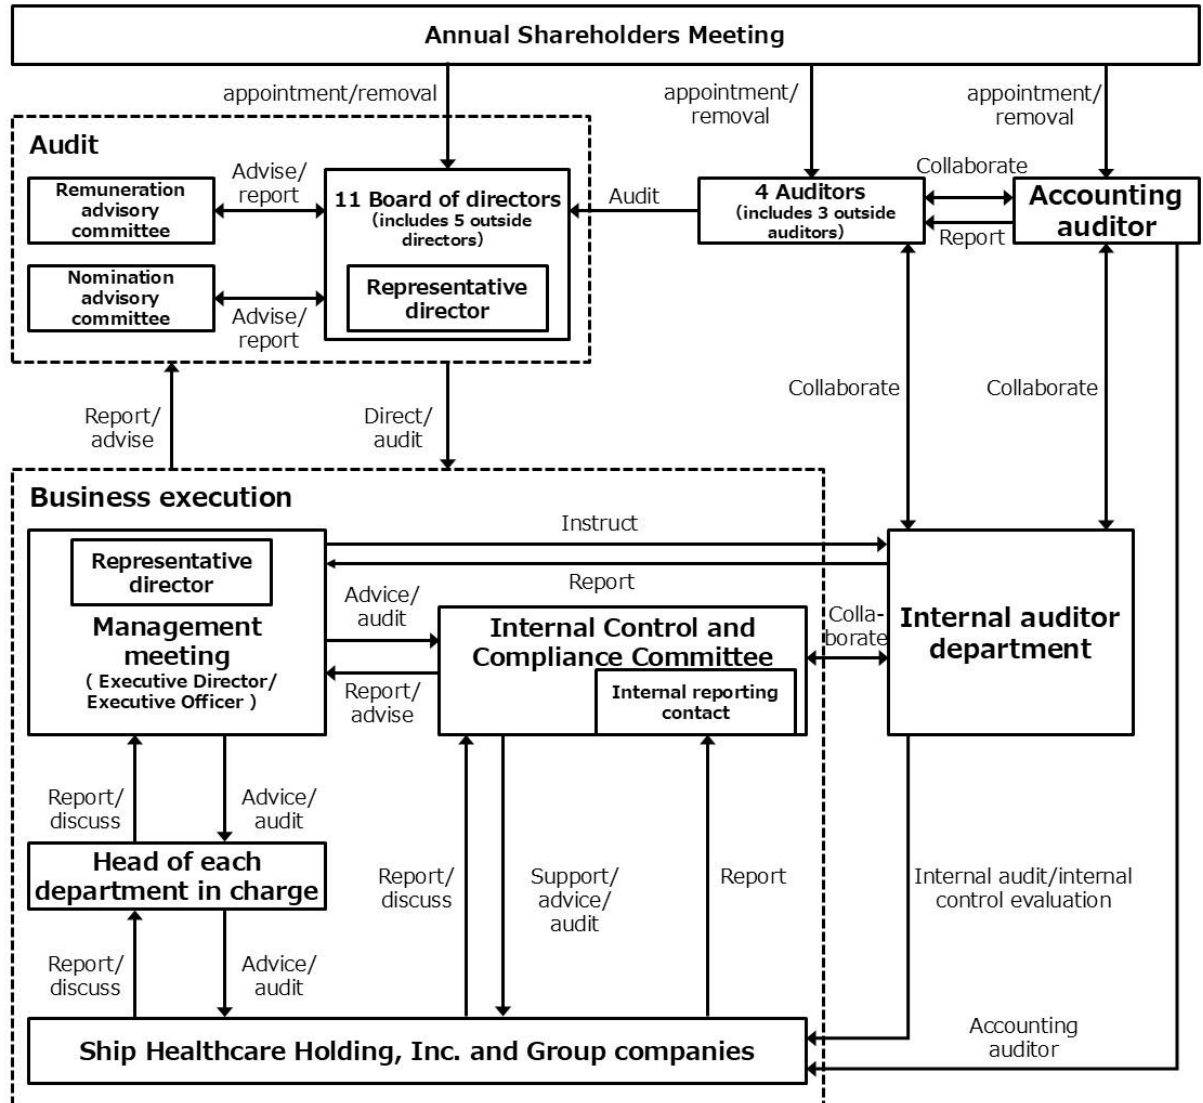 Annual Shareholders Meeting
appointment/removal
appointment/
removal
appointment/
removal
Audit
Remuneration
advisory
committee
Advise/
report
11 Board of directors
(includes 5 outside
directors)
Representative
director
Nomination
advisory
committee
Advise/
report
Audit
4 Auditors
(includes 3 outside
auditors)
Collaborate
Report
Accounting
auditor
Report/
advise
Direct/
audit
Collaborate
Collaborate
Business execution
Representative
director
Management
meeting
( Executive Director/
Executive Officer )
Instruct
Report
Advice/
audit
Report/
advise
Internal Control and
Compliance Committee
Internal reporting
contact
Colla-
borate
Internal auditor
department
Report/
discuss
Advice/
audit
Head of each
department in charge
Report/
discuss
Advice/
audit
Report/
discuss
Support/
advice/
audit
Report
Internal audit/internal
control evaluation
Accounting
auditor
Ship Healthcare Holding, Inc. and Group companies